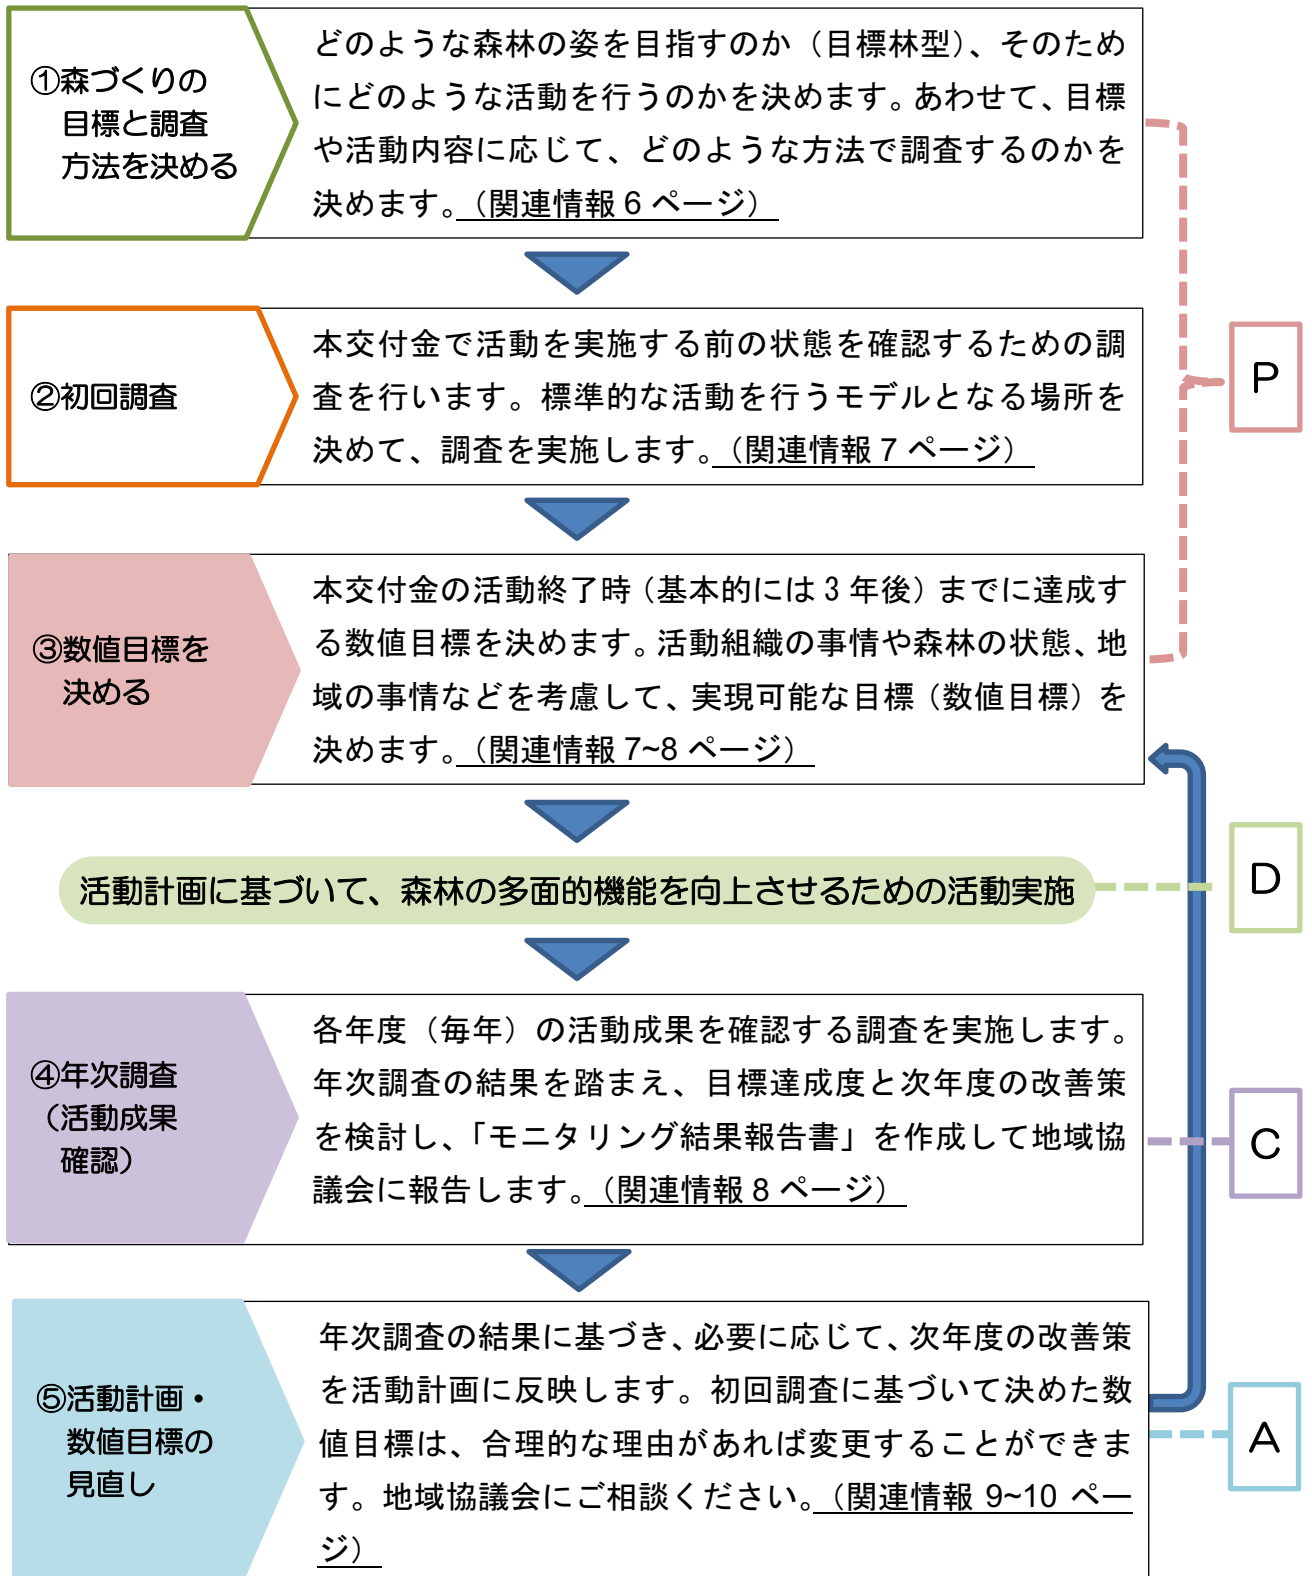 ①森づくりの
目標と調査
方法を決める
どのような森林の姿を目指すのか（目標林型）、そのため
にどのような活動を行うのかを決めます。あわせて、目標
や活動内容に応じて、どのような方法で調査するのかを
決めます。（関連情報 6 ページ）
②初回調査
本交付金で活動を実施する前の状態を確認するための調
査を行います。標準的な活動を行うモデルとなる場所を
決めて、調査を実施します。（関連情報 7 ページ）
P
③数値目標を
決める
本交付金の活動終了時（基本的には 3 年後）までに達成す
る数値目標を決めます。活動組織の事情や森林の状態、地
域の事情などを考慮して、実現可能な目標（数値目標）を
決めます。（関連情報 7~8 ページ）
活動計画に基づいて、森林の多面的機能を向上させるための活動実施
D
④年次調査
（活動成果
確認）
各年度（毎年）の活動成果を確認する調査を実施します。
年次調査の結果を踏まえ、目標達成度と次年度の改善策
を検討し、「モニタリング結果報告書」を作成して地域協
議会に報告します。（関連情報 8 ページ）
C
⑤活動計画・
数値目標の
見直し
年次調査の結果に基づき、必要に応じて、次年度の改善策
を活動計画に反映します。初回調査に基づいて決めた数
値目標は、合理的な理由があれば変更することができま
す。地域協議会にご相談ください。（関連情報 9~10 ペー
ジ）
A